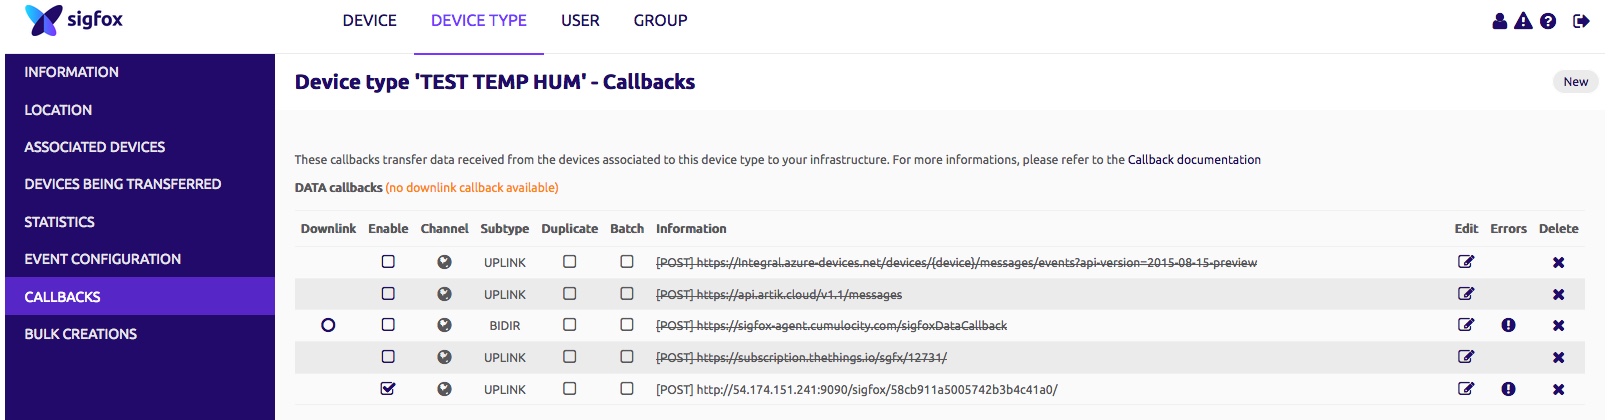 sigfox
DEVICE DEVICE TYPE USER GROUP
INFORMATION
LOCATION
ASSOCIATED DEVICES
DEVICES BEING TRANSFERRED
STATISTICS
EVENT CONFIGURATION
CALLBACKS
BULK CREATIONS
Device type 'TEST TEMP HUM' - Callbacks
New
These callbacks transfer data received from the devices associated to this device type to your infrastructure. For more informations, please refer to the Callback documentation
DATA callbacks (no downlink callback available)
Downlink Enable Channel Subtype Duplicate Batch Information Edit Errors Delete
UPLINK [POST] https://Integral.azure-devices.net/devices/{device}/messages/events?api-version=2015-08-15-preview
UPLINK [POST] https://api.artik.cloud/v1.1/messages
BIDIR [POST] https://sigfox-agent.cumulocity.com/sigfoxDataCallback
UPLINK [POST] https://subscription.thethings.io/sgfx/12731/
UPLINK [POST] http://54.174.151.241:9090/sigfox/58cb911a5005742b3b4c41a0/